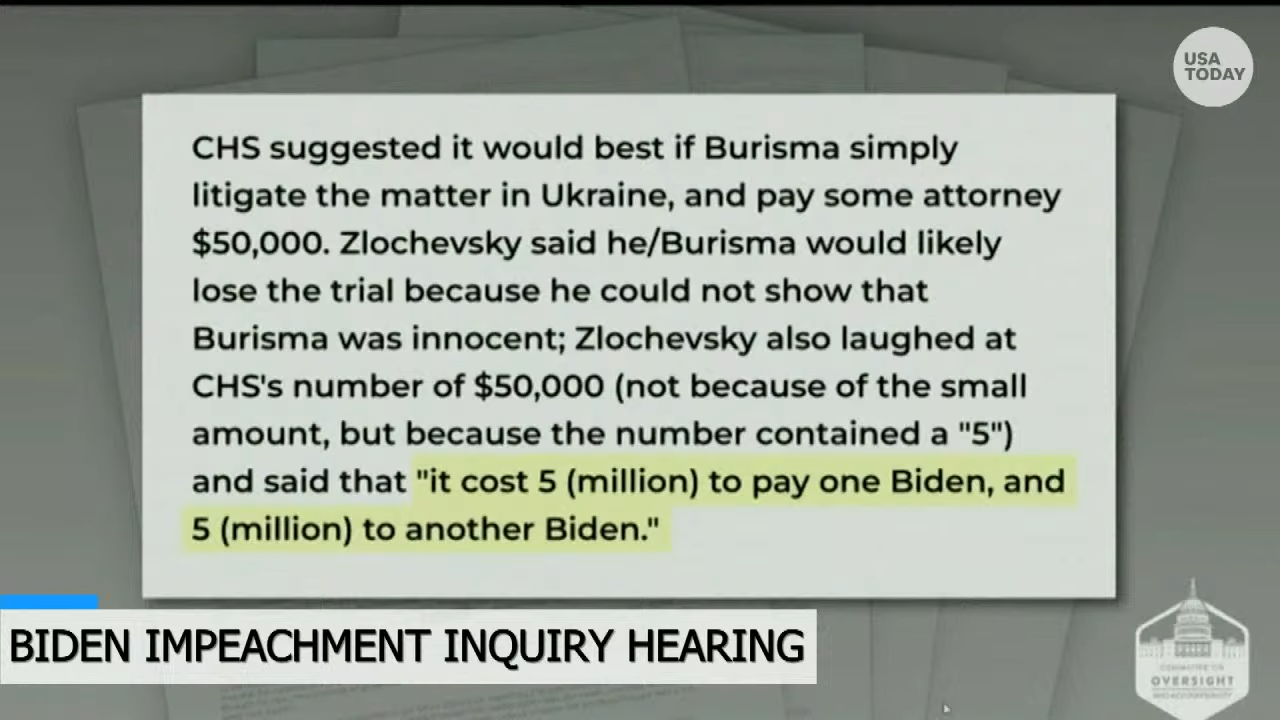 USA
TODAY
CHS suggested it would best if Burisma simply
litigate the matter in Ukraine, and pay some attorney
$50,000. Zlochevsky said he/Burisma would likely
lose the trial because he could not show that
Burisma was innocent; Zlochevsky also laughed at
CHS's number of $50,000 (not because of the small
amount, but because the number contained a "5")
and said that "it cost 5 (million) to pay one Biden, and
5 (million) to another Biden."
BIDEN IMPEACHMENT INQUIRY HEARING
COMMITTEE ON
OVERSIGHT
AND ACCOUNTABILITY